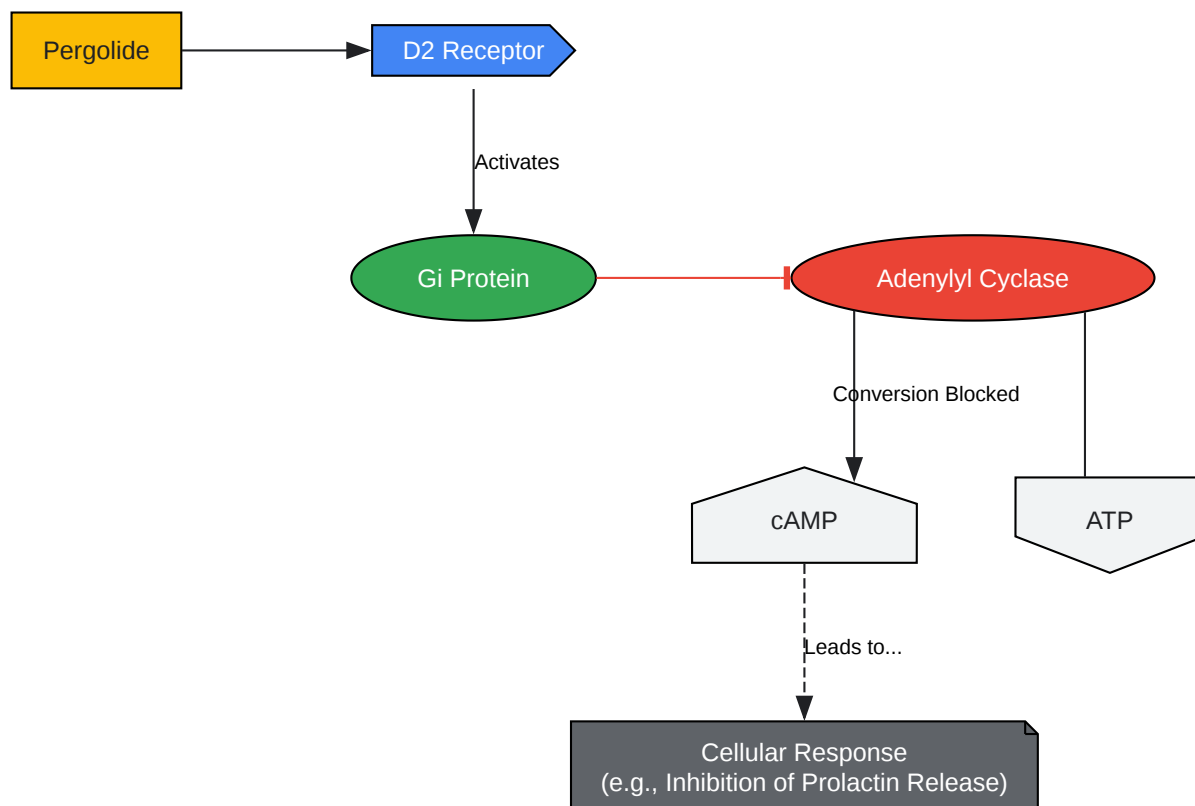 Pergolide
D2 Receptor
Activates
Gi Protein
Adenylyl Cyclase
Conversion Blocked
cAMP
ATP
Leads to...
Cellular Response
(e.g., Inhibition of Prolactin Release)